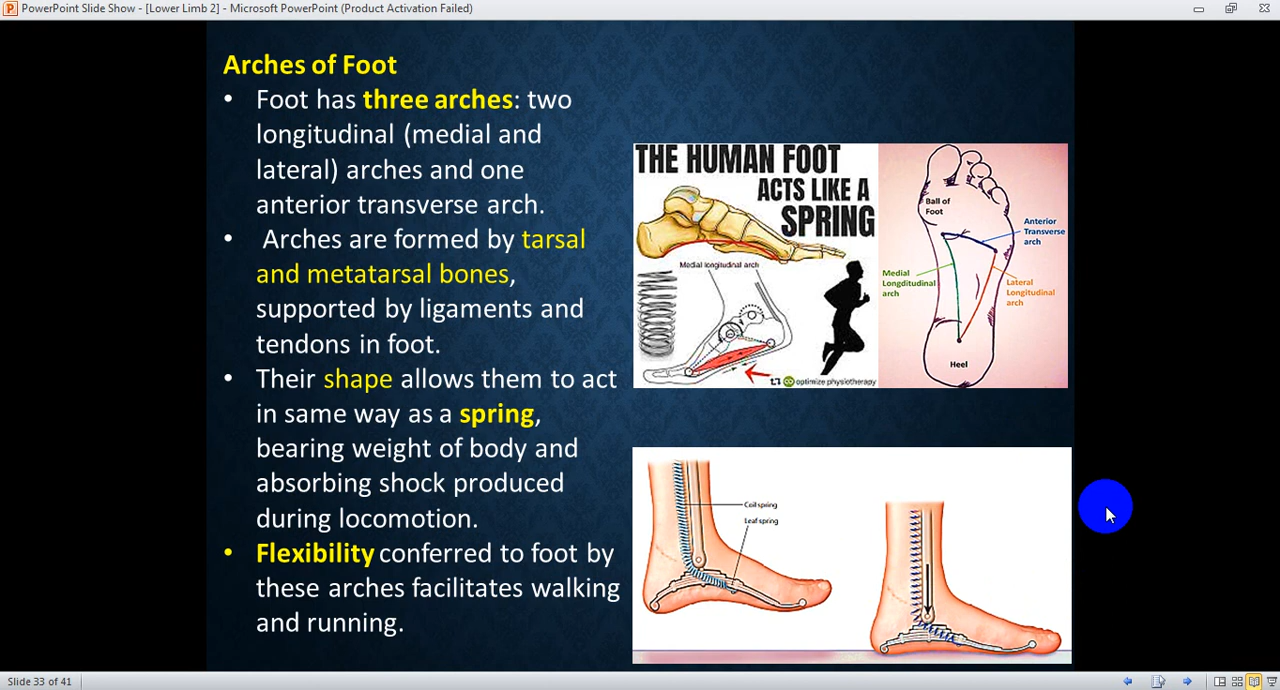 PowerPoint Slide Show - [Lower Limb 2] - Microsoft PowerPoint (Product Activation Failed)
Arches of Foot
• Foot has three arches: two
longitudinal (medial and
lateral) arches and one
anterior transverse arch.
• Arches are formed by tarsal
and metatarsal bones,
supported by ligaments and
tendons in foot.
• Their shape allows them to act
in same way as a spring,
bearing weight of body and
absorbing shock produced
during locomotion.
• Flexibility conferred to foot by
these arches facilitates walking
and running.
THE HUMAN FOOT
ACTS LIKE A
SPRING
Medial longitudinal arch
optimize physiotherapy
Ball of
Foot
Anterior
Transverse
arch
Medial
Longditudinal
arch
Lateral
Longitudinal
arch
Heel
Coil spring
Leaf spring
Slide 33 of 41